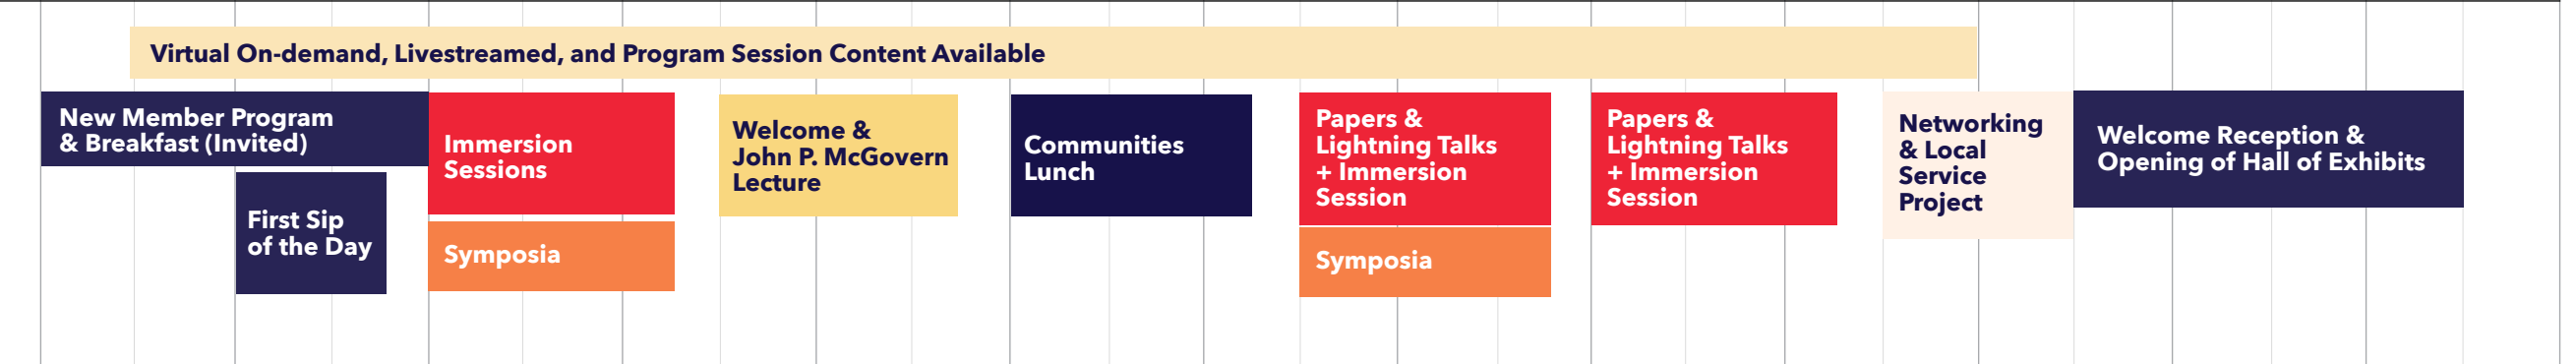 Virtual On-demand, Livestreamed, and Program Session Content Available
New Member Program
& Breakfast (Invited)
First Sip
of the Day
Immersion
Sessions
Symposia
Welcome &
John P. McGovern
Lecture
Communities
Lunch
Papers &
Lightning Talks
+ Immersion
Session
Symposia
Papers &
Lightning Talks
+ Immersion
Session
Networking
& Local
Service
Project
Welcome Reception &
Opening of Hall of Exhibits